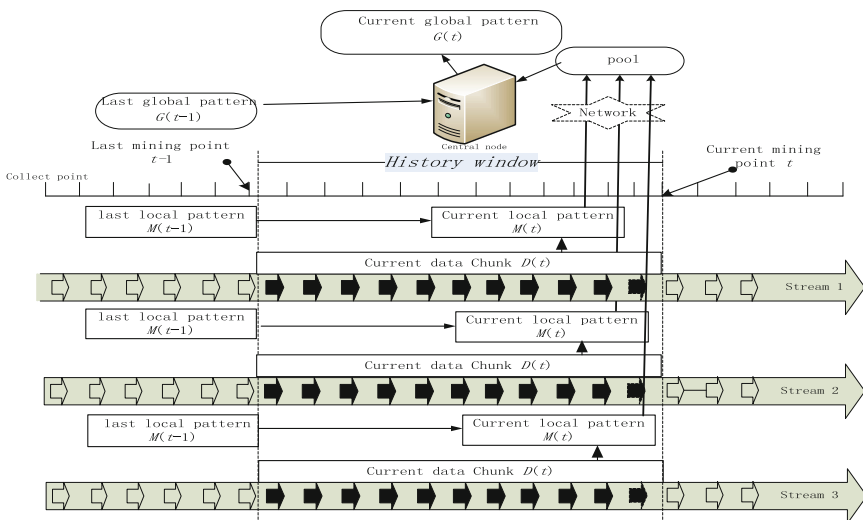 Current global pattern
G(t)
pool
Last global pattern
G(t-1)
Network
Central node
Last mining point
t-1
History window
Current mining
point t
Collect point
last local pattern
M(t-1)
Current local pattern
M(t)
Current data Chunk D(t)
Stream 1
last local pattern
M(t-1)
Current local pattern
M(t)
Current data Chunk D(t)
Stream 2
last local pattern
M(t-1)
Current local pattern
M(t)
Current data Chunk D(t)
Stream 3